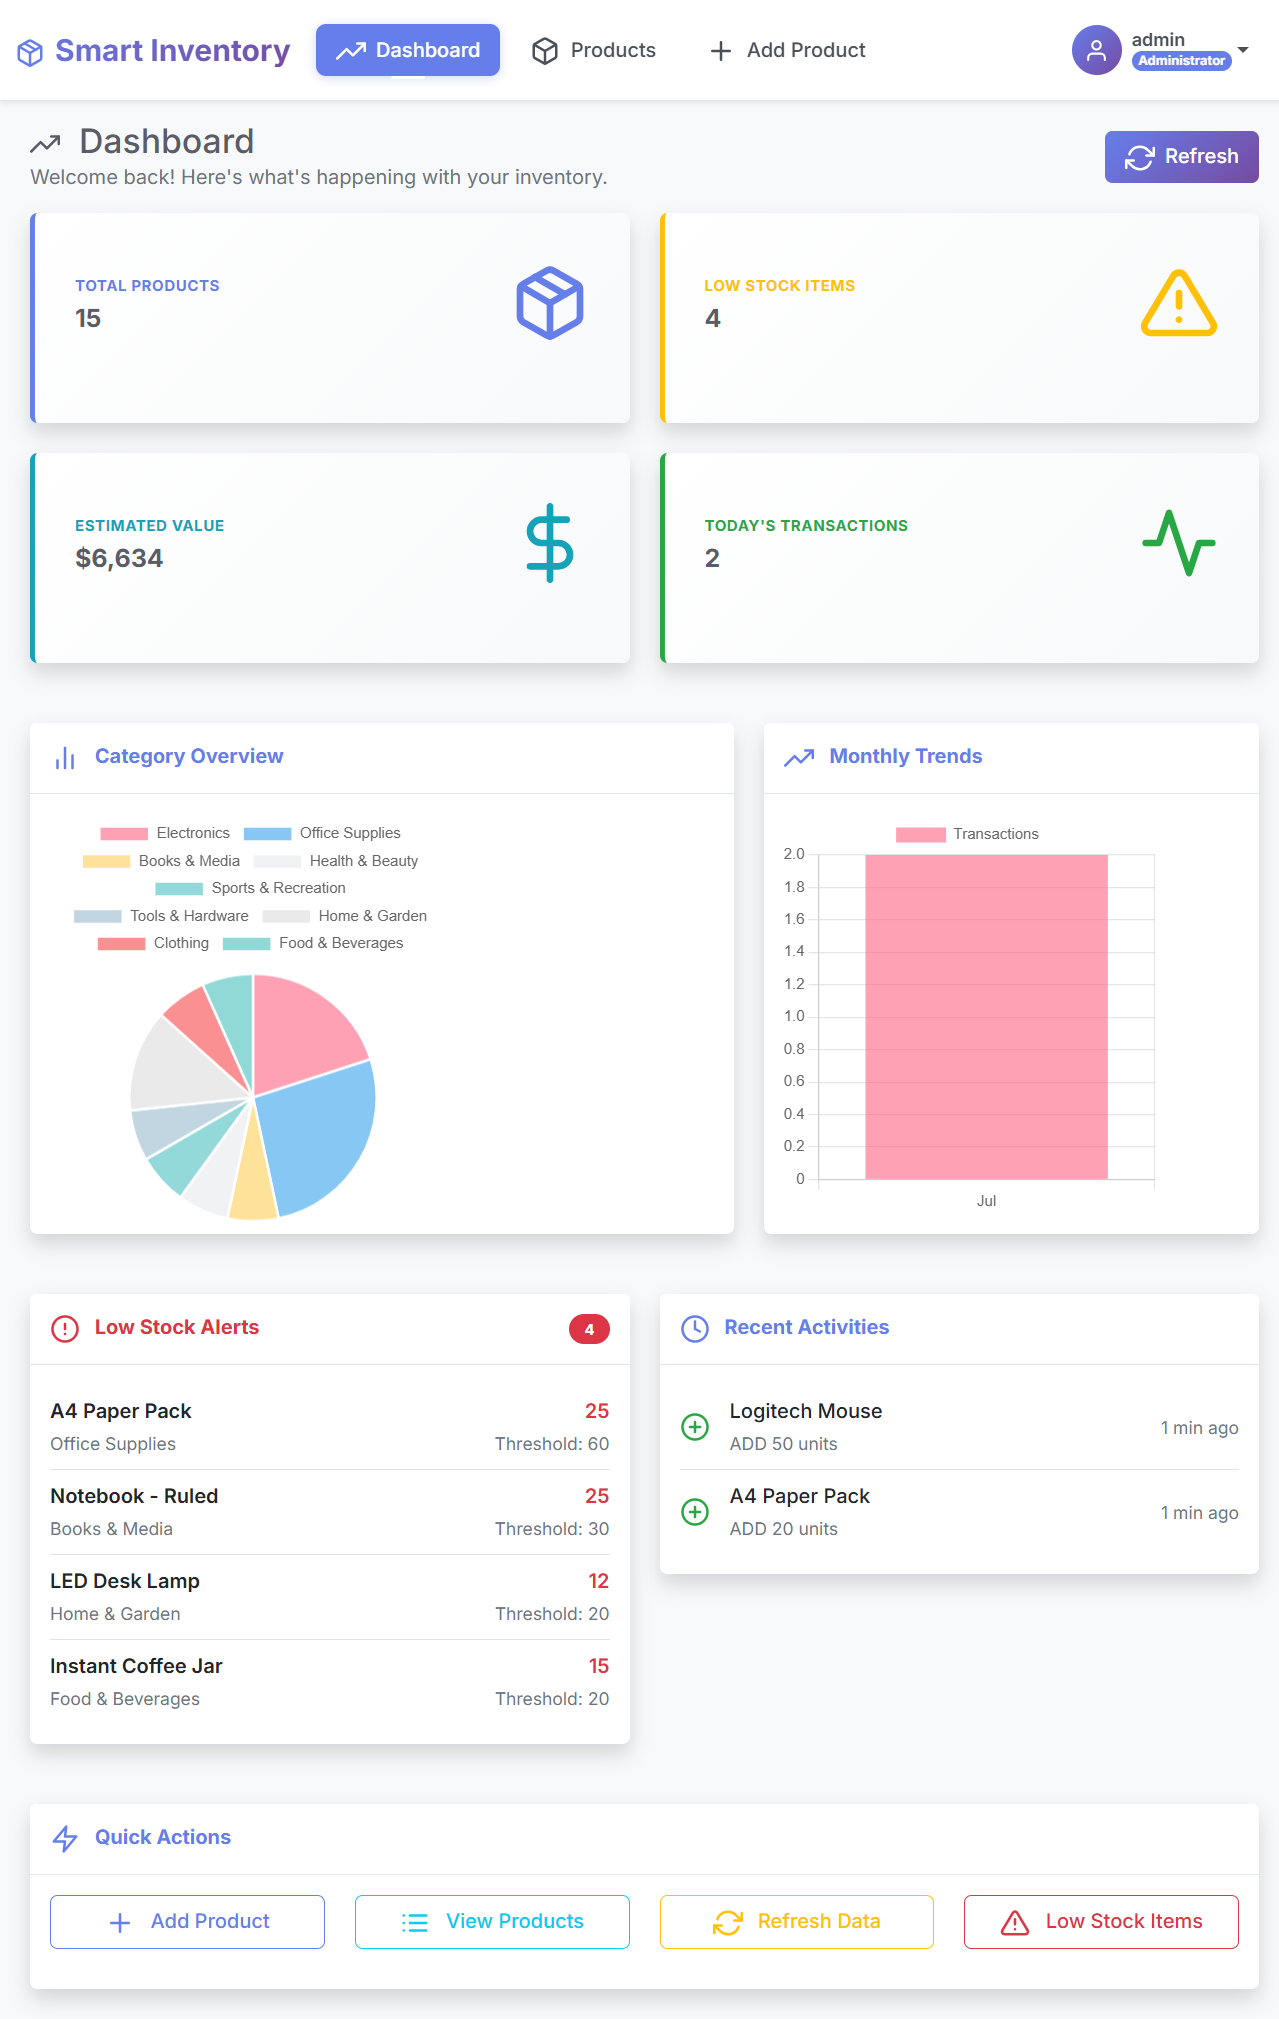 Smart Inventory
Dashboard
Products
Add Product
admin
Administrator
Dashboard
Welcome back! Here's what's happening with your inventory.
Refresh
TOTAL PRODUCTS
15
LOW STOCK ITEMS
4
ESTIMATED VALUE
$6,634
TODAY'S TRANSACTIONS
2
Category Overview
Electronics Office Supplies
Books & Media Health & Beauty
Sports & Recreation
Tools & Hardware Home & Garden
Clothing Food & Beverages
Monthly Trends
Transactions
2.0
1.8
1.6
1.4
1.2
1.0
0.8
0.6
0.4
0.2
0
Jul
Low Stock Alerts 4
A4 Paper Pack 25
Office Supplies Threshold: 60
Notebook - Ruled 25
Books & Media Threshold: 30
LED Desk Lamp 12
Home & Garden Threshold: 20
Instant Coffee Jar 15
Food & Beverages Threshold: 20
Recent Activities
Logitech Mouse
ADD 50 units
1 min ago
A4 Paper Pack
ADD 20 units
1 min ago
Quick Actions
Add Product
View Products
Refresh Data
Low Stock Items